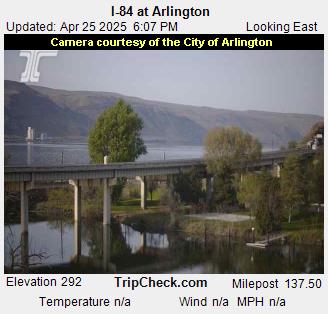 I-84 at Arlington
Updated: Apr 25 2025 6:07 PM Looking East
Camera courtesy of the City of Arlington
Elevation 292 TripCheck.com Milepost 137.50
Temperature n/a Wind n/a MPH n/a